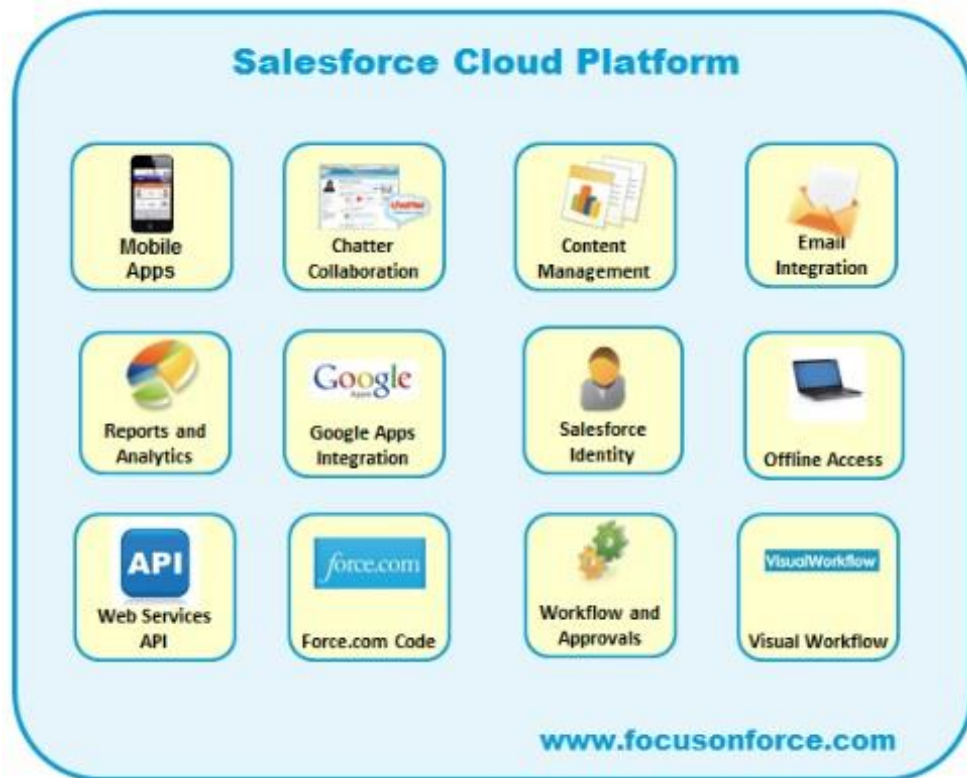 Salesforce Cloud Platform
Mobile
Apps
Chatter
Collaboration
Content
Management
Email
Integration
Reports and
Analytics
Google
Apps
Google Apps
Integration
Salesforce
Identity
Offline Access
API
Web Services
API
force.com
Force.com Code
Workflow and
Approvals
VisualWorkflow
Visual Workflow
www.focusonforce.com